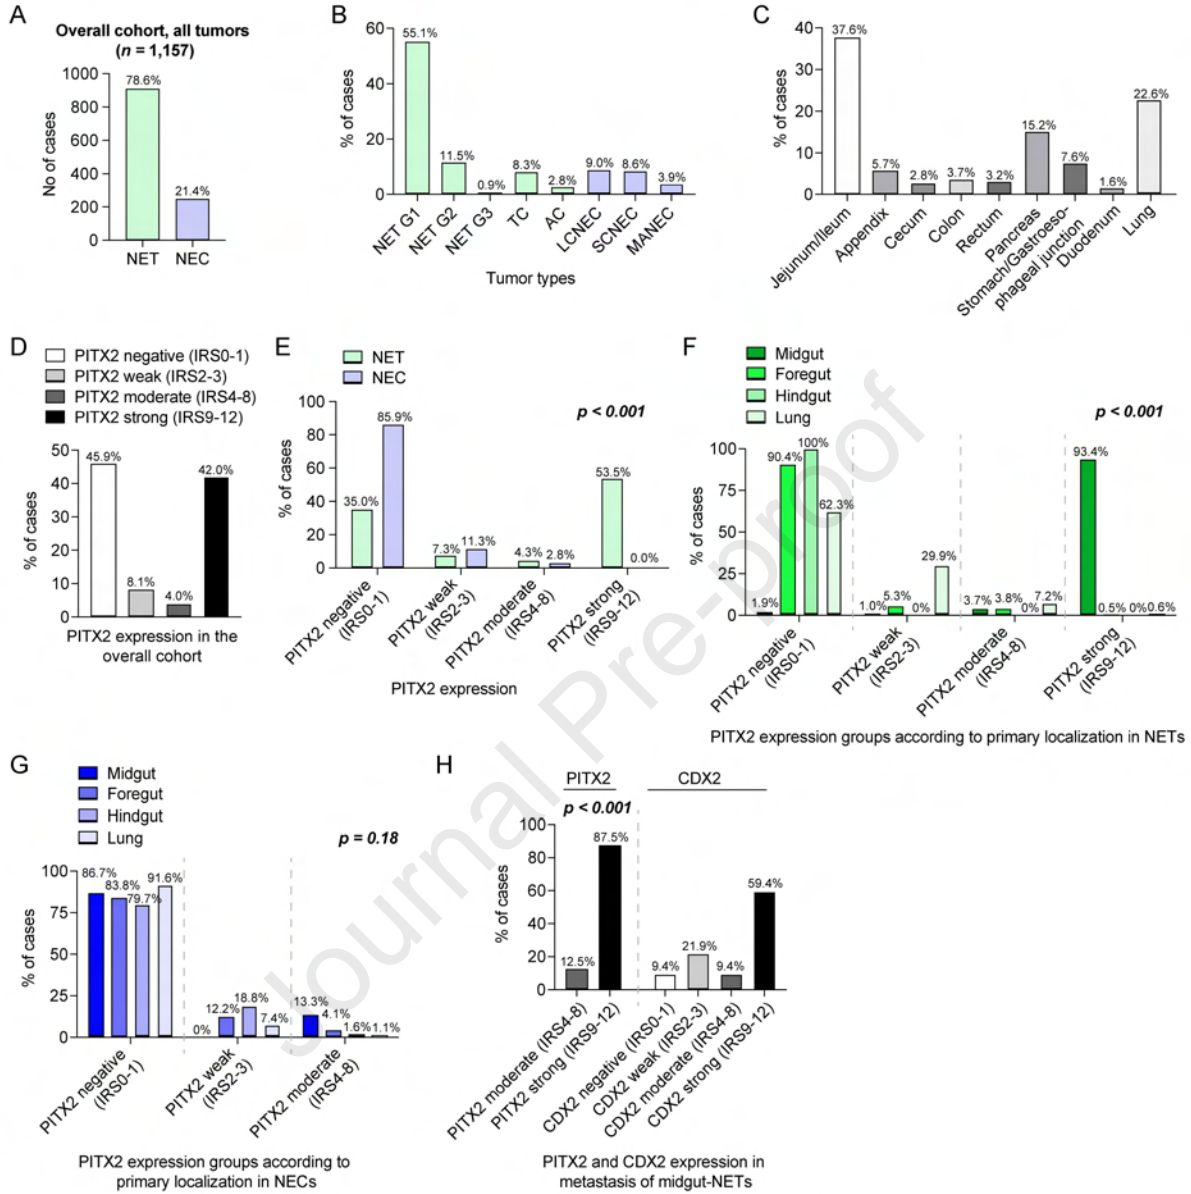 A
Overall cohort, all tumors
(n = 1,157)
No of cases
1000
800
600
400
200
0
78.6%
21.4%
NET NEC
B
% of cases
60
40
20
0
55.1%
11.5%
0.9%
8.3%
2.8%
9.0%
8.6%
3.9%
NET G1
NET G2
NET G3
TC
AC
LCNEC
SCNEC
MANEC
Tumor types
C
% of cases
40
30
20
10
0
37.6%
5.7%
2.8%
3.7%
3.2%
15.2%
7.6%
1.6%
22.6%
Jejunum/Ileum
Appendix
Cecum
Colon
Rectum
Pancreas
Stomach/Gastroeso-
phageal junction
Duodenum
Lung
D
PITX2 negative (IRS0-1)
PITX2 weak (IRS2-3)
PITX2 moderate (IRS4-8)
PITX2 strong (IRS9-12)
% of cases
50
40
30
20
10
0
45.9%
8.1%
4.0%
42.0%
PITX2 expression in the
overall cohort
E
NET
NEC
p < 0.001
% of cases
100
80
60
40
20
0
35.0%
85.9%
7.3%
11.3%
4.3%
2.8%
53.5%
0.0%
PITX2 negative
(IRS0-1)
PITX2 weak
(IRS2-3)
PITX2 moderate
(IRS4-8)
PITX2 strong
(IRS9-12)
PITX2 expression
F
Midgut
Foregut
Hindgut
Lung
p < 0.001
% of cases
100
75
50
25
0
1.9%
90.4%
100%
62.3%
1.0%
5.3%
0%
29.9%
3.7%
3.8%
0%
7.2%
93.4%
0.5%
0%
0.6%
PITX2 negative
(IRS0-1)
PITX2 weak
(IRS2-3)
PITX2 moderate
(IRS4-8)
PITX2 strong
(IRS9-12)
PITX2 expression groups according to primary localization in NETs
G
Midgut
Foregut
Hindgut
Lung
p = 0.18
% of cases
100
75
50
25
0
86.7%
83.8%
79.7%
91.6%
0%
12.2%
18.8%
7.4%
13.3%
4.1%
1.6%
1.1%
PITX2 negative
(IRS0-1)
PITX2 weak
(IRS2-3)
PITX2 moderate
(IRS4-8)
PITX2 expression groups according to
primary localization in NECs
H
PITX2
CDX2
p < 0.001
% of cases
100
80
60
40
20
0
12.5%
87.5%
9.4%
21.9%
9.4%
59.4%
PITX2 moderate (IRS4-8)
PITX2 strong (IRS9-12)
CDX2 negative (IRS0-1)
CDX2 weak (IRS2-3)
CDX2 moderate (IRS4-8)
CDX2 strong (IRS9-12)
PITX2 and CDX2 expression in
metastasis of midgut-NETs
Journal Pre-proof